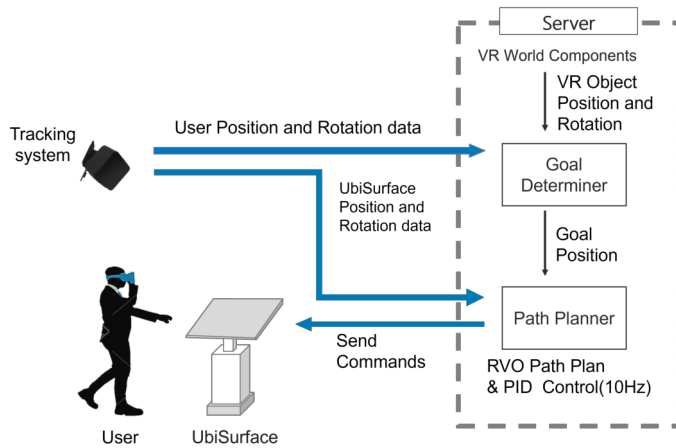 Server
VR World Components
VR Object
Position and
Rotation
Tracking
system
User Position and Rotation data
Goal
Determiner
UbiSurface
Position and
Rotation data
Goal
Position
Path Planner
Send
Commands
RVO Path Plan
& PID Control(10Hz)
User
UbiSurface